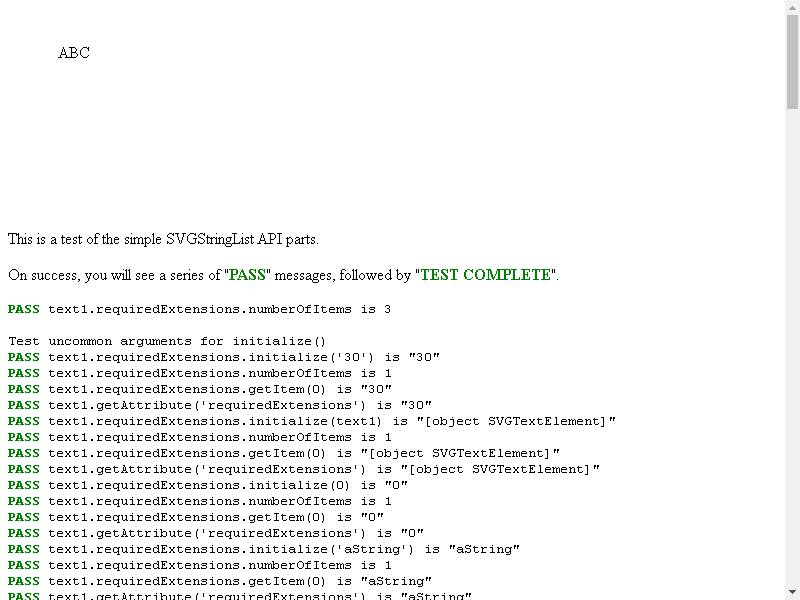 ABC
This is a test of the simple SVGStringList API parts.
On success, you will see a series of "PASS" messages, followed by "TEST COMPLETE".
PASS text1.requiredExtensions.numberOfItems is 3
Test uncommon arguments for initialize()
PASS text1.requiredExtensions.initialize('30') is "30"
PASS text1.requiredExtensions.numberOfItems is 1
PASS text1.requiredExtensions.getItem(0) is "30"
PASS text1.getAttribute('requiredExtensions') is "30"
PASS text1.requiredExtensions.initialize(text1) is "[object SVGTextElement]"
PASS text1.requiredExtensions.numberOfItems is 1
PASS text1.requiredExtensions.getItem(0) is "[object SVGTextElement]"
PASS text1.getAttribute('requiredExtensions') is "[object SVGTextElement]"
PASS text1.requiredExtensions.initialize(0) is "0"
PASS text1.requiredExtensions.numberOfItems is 1
PASS text1.requiredExtensions.getItem(0) is "0"
PASS text1.getAttribute('requiredExtensions') is "0"
PASS text1.requiredExtensions.initialize('aString') is "aString"
PASS text1.requiredExtensions.numberOfItems is 1
PASS text1.requiredExtensions.getItem(0) is "aString"
PASS text1.getAttribute('requiredExtensions') is "aString"